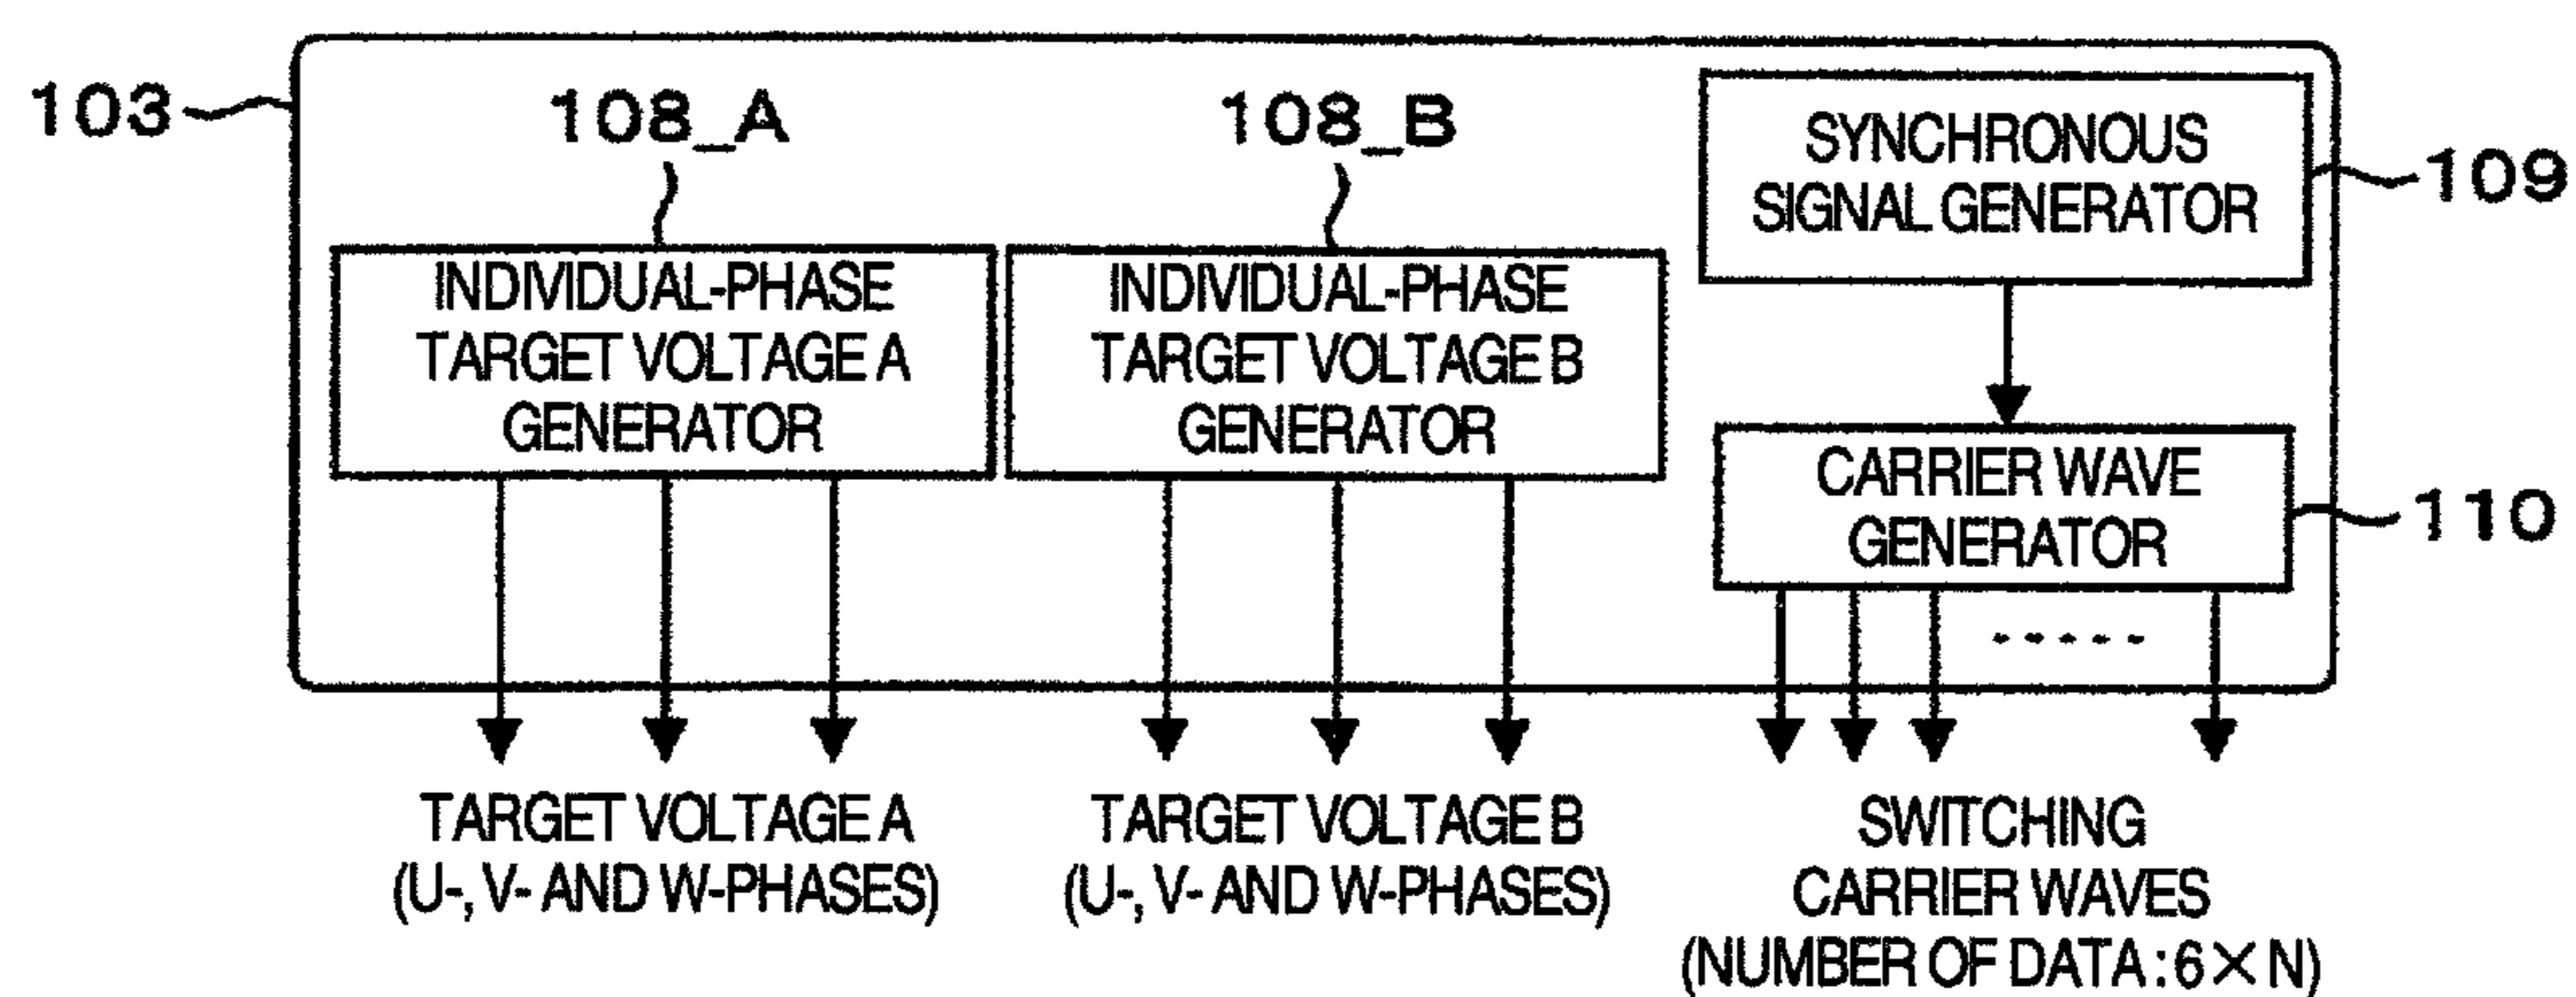 103
108_A
108_B
SYNCHRONOUS
SIGNAL GENERATOR
109
INDIVIDUAL-PHASE
TARGET VOLTAGE A
GENERATOR
INDIVIDUAL-PHASE
TARGET VOLTAGE B
GENERATOR
CARRIER WAVE
GENERATOR
110
TARGET VOLTAGE A
(U-, V- AND W-PHASES)
TARGET VOLTAGE B
(U-, V- AND W-PHASES)
SWITCHING
CARRIER WAVES
(NUMBER OF DATA : 6×N)